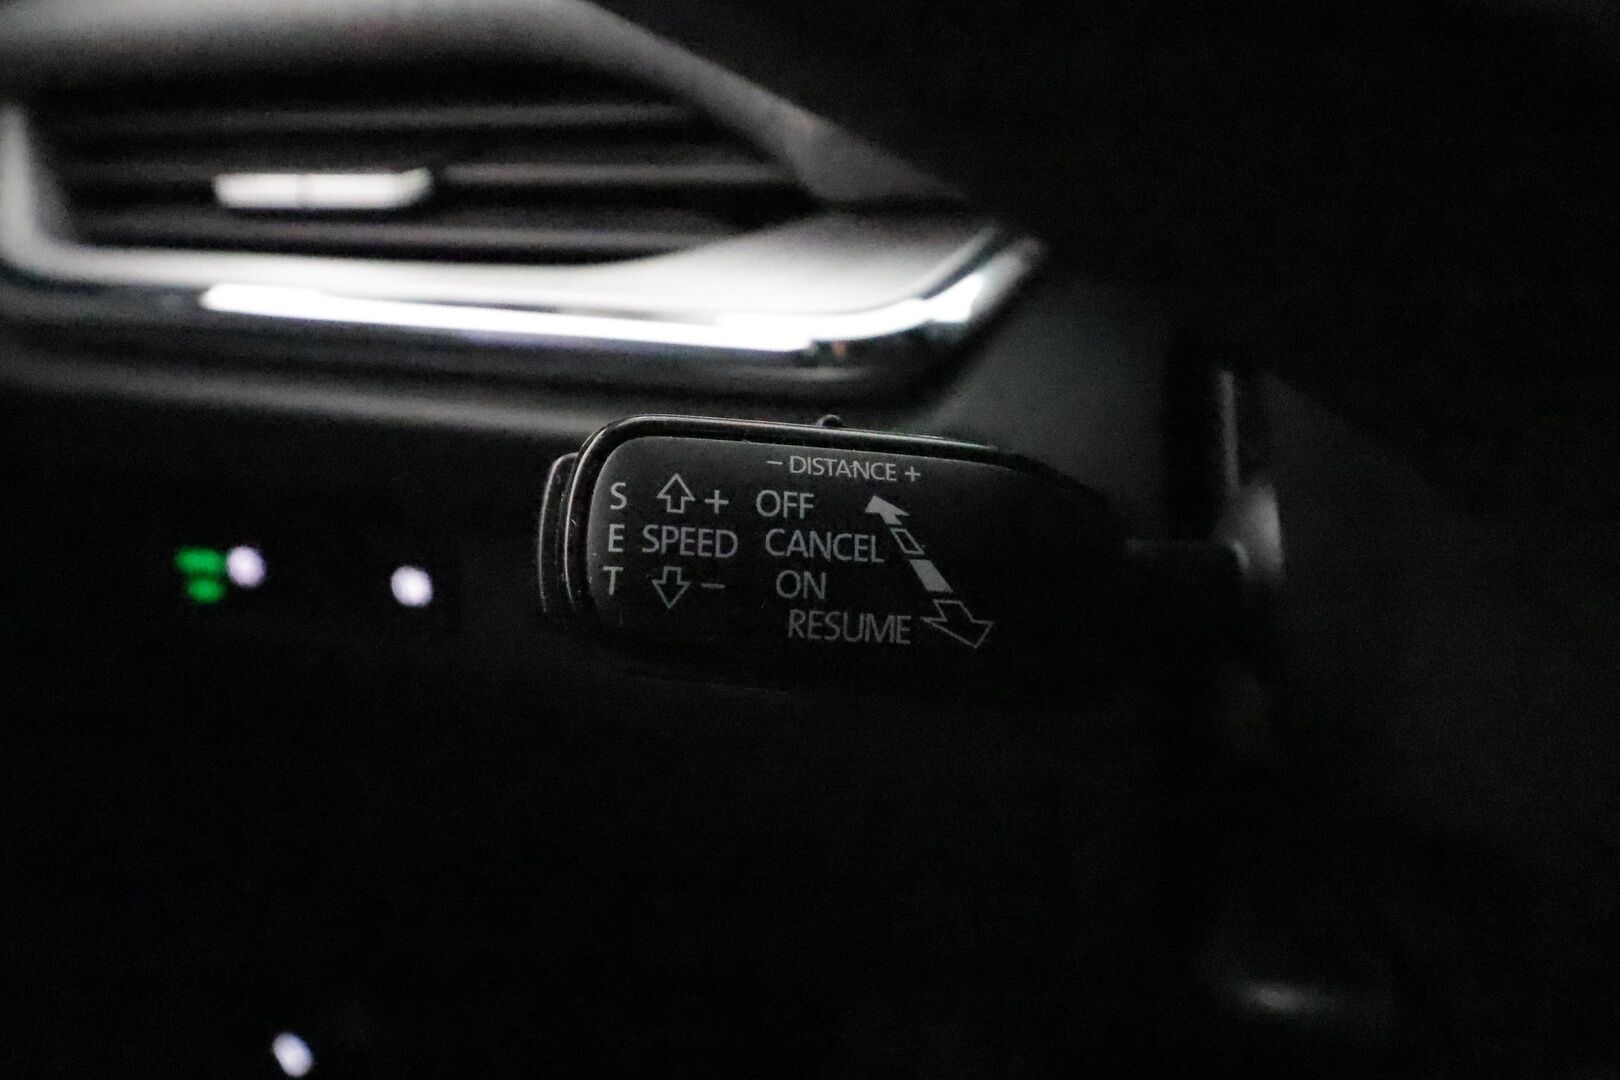 - DISTANCE +
S + OFF
E SPEED CANCEL
T - ON
RESUME